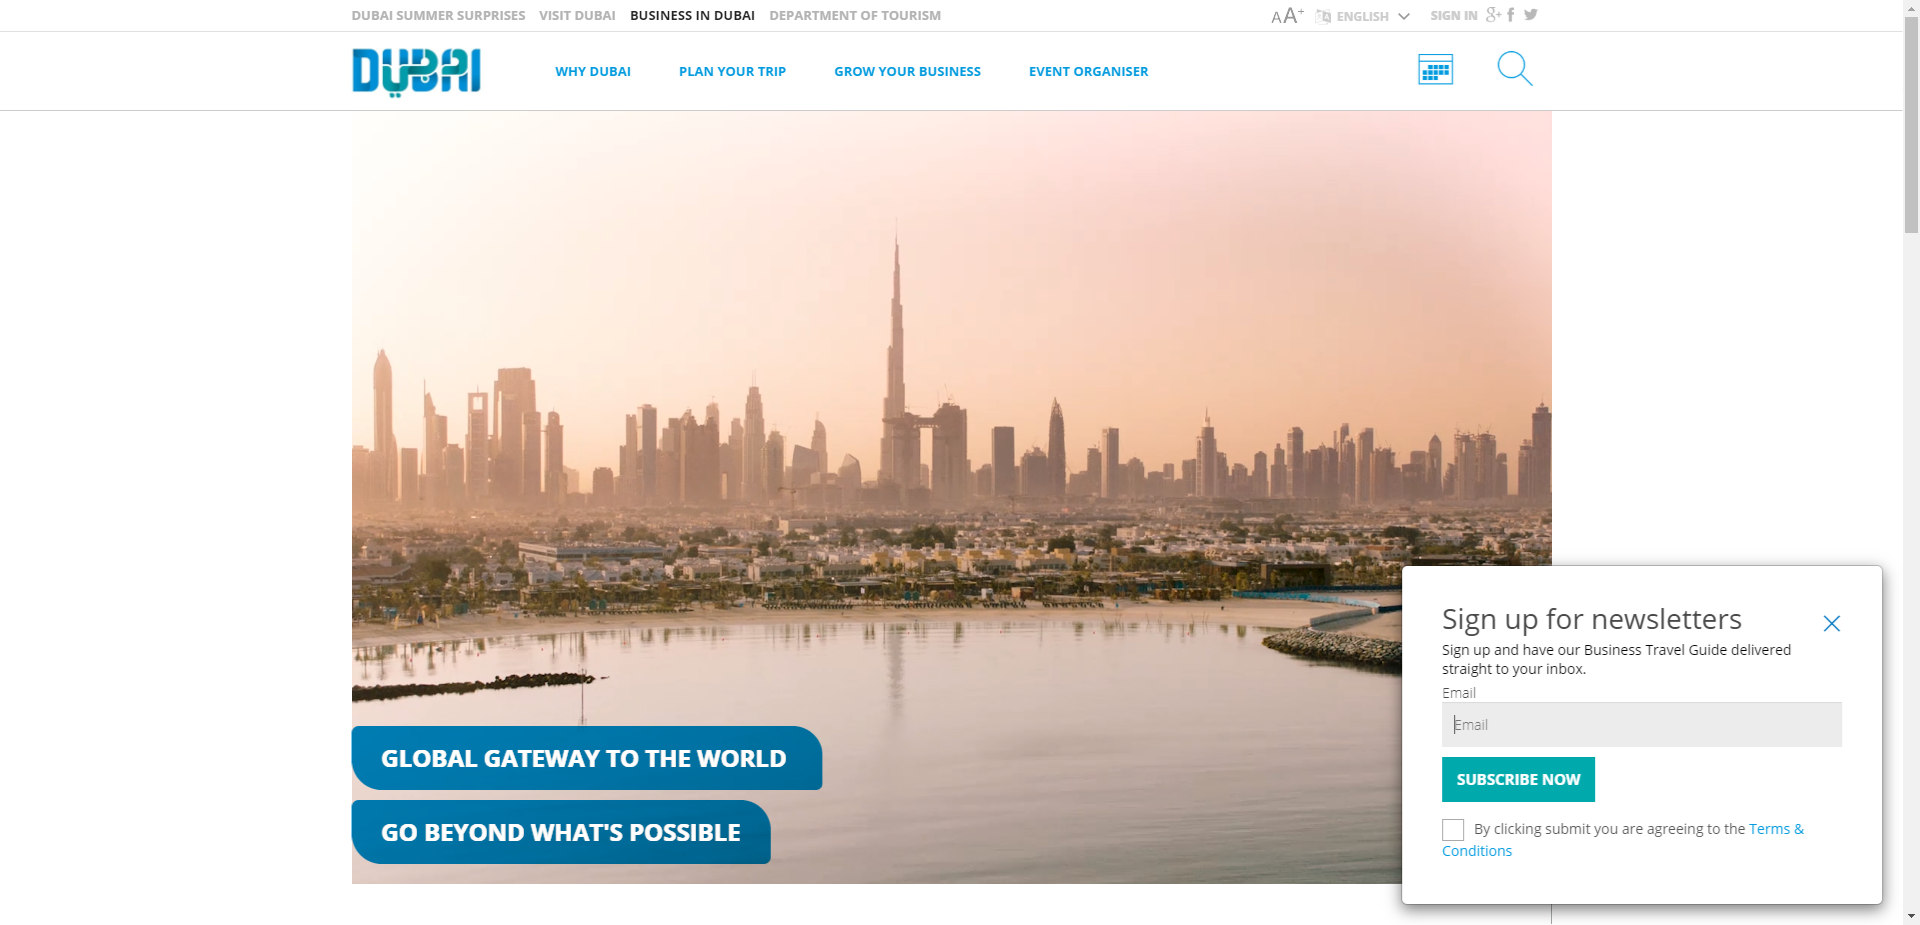 DUBAI SUMMER SURPRISES VISIT DUBAI BUSINESS IN DUBAI DEPARTMENT OF TOURISM
AA+ ENGLISH SIGN IN g+ f
DUBAI WHY DUBAI PLAN YOUR TRIP GROW YOUR BUSINESS EVENT ORGANISER
GLOBAL GATEWAY TO THE WORLD
GO BEYOND WHAT'S POSSIBLE
Sign up for newsletters
Sign up and have our Business Travel Guide delivered
straight to your inbox.
Email
Email
SUBSCRIBE NOW
By clicking submit you are agreeing to the Terms &
Conditions